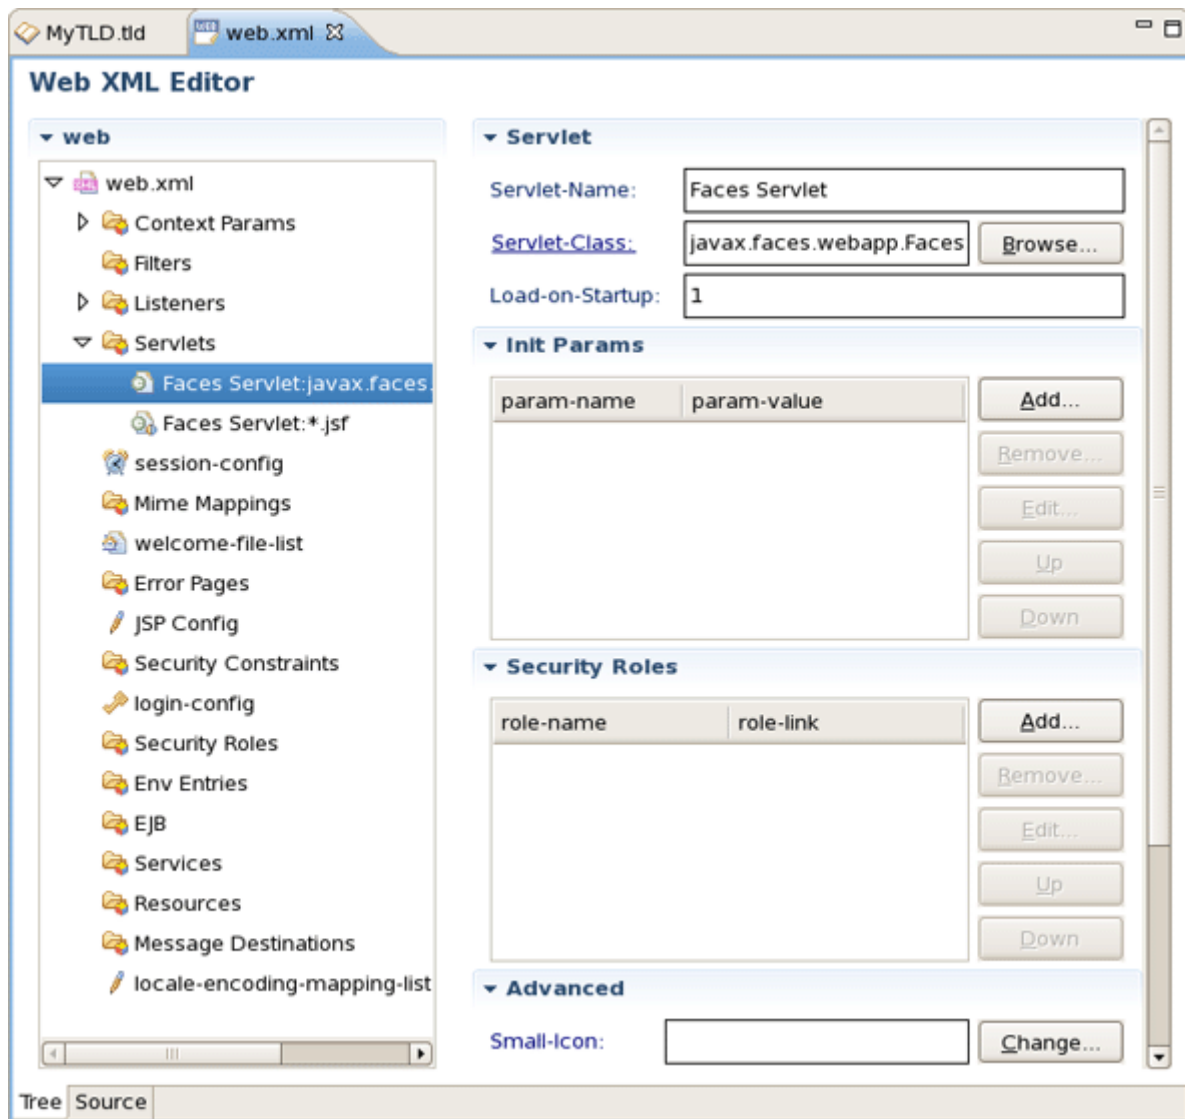 MyTLD.tld
web.xml
Web XML Editor
web
web.xml
Context Params
Filters
Listeners
Servlets
Faces Servlet:javax.faces.
Faces Servlet:*.jsf
session-config
Mime Mappings
welcome-file-list
Error Pages
JSP Config
Security Constraints
login-config
Security Roles
Env Entries
EJB
Services
Resources
Message Destinations
locale-encoding-mapping-list
Servlet
Servlet-Name: Faces Servlet
Servlet-Class: javax.faces.webapp.Faces Browse...
Load-on-Startup: 1
Init Params
param-name param-value
Add...
Remove...
Edit...
Up
Down
Security Roles
role-name role-link
Add...
Remove...
Edit...
Up
Down
Advanced
Small-Icon: Change...
Tree Source